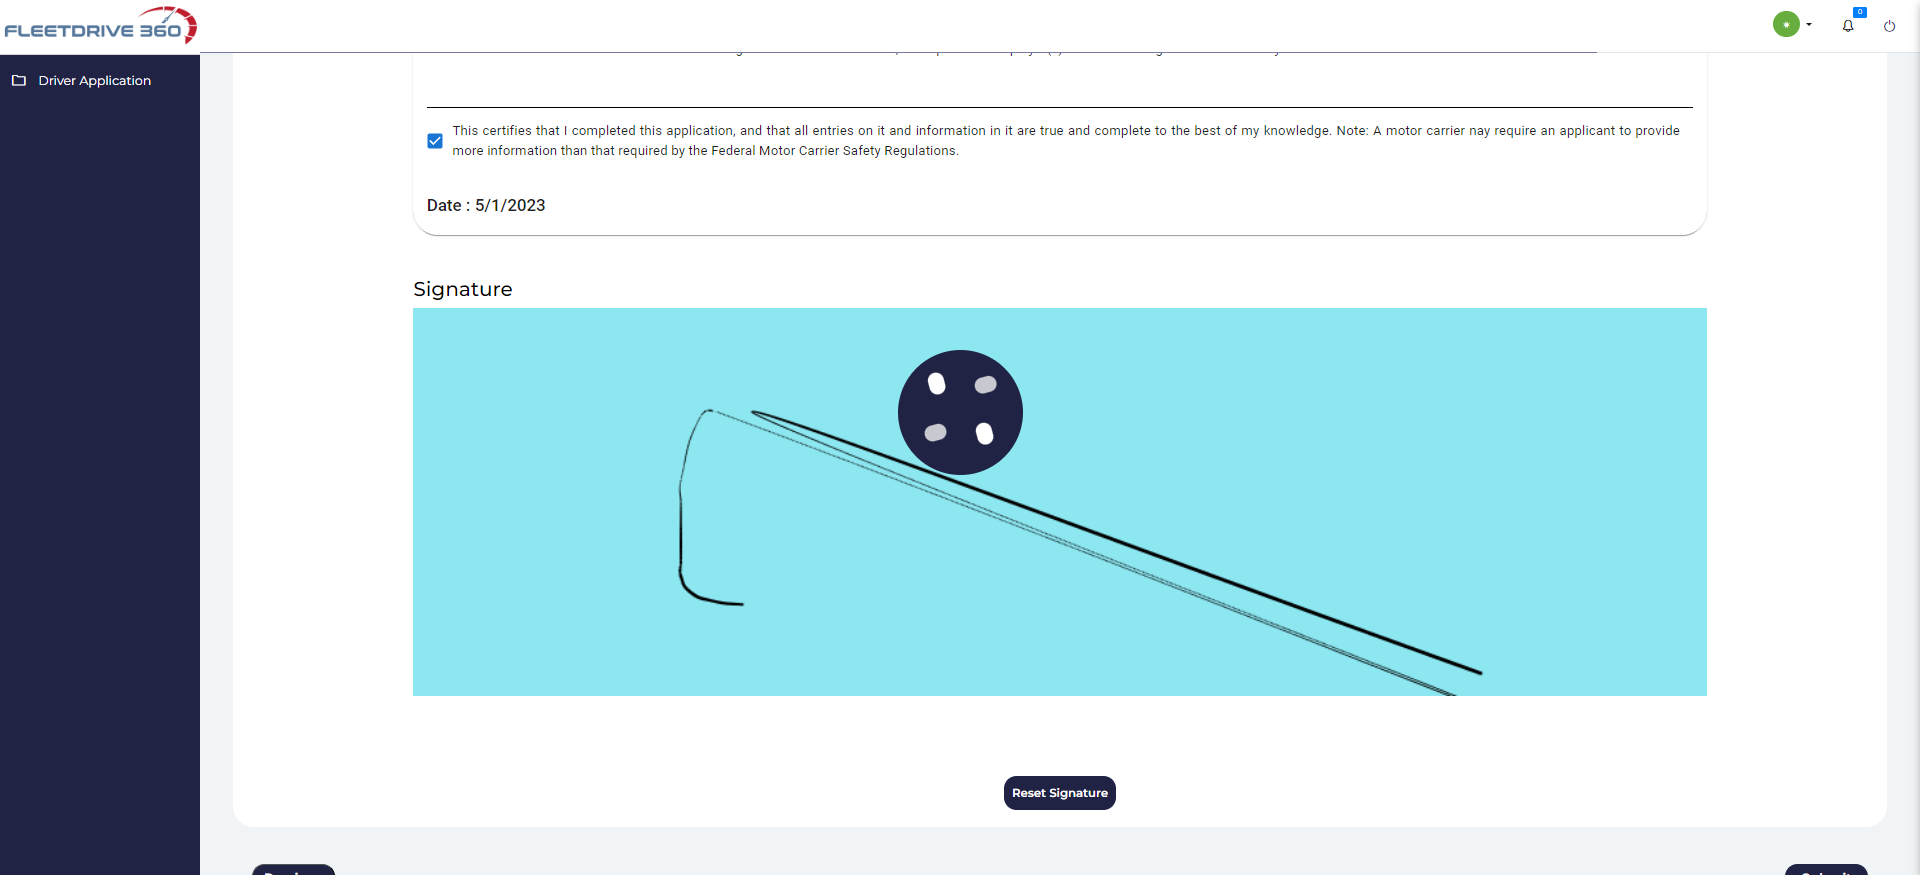 FLEETDRIVE 360
0
Driver Application
This certifies that I completed this application, and that all entries on it and information in it are true and complete to the best of my knowledge. Note: A motor carrier nay require an applicant to provide
more information than that required by the Federal Motor Carrier Safety Regulations.
Date : 5/1/2023
Signature
Reset Signature